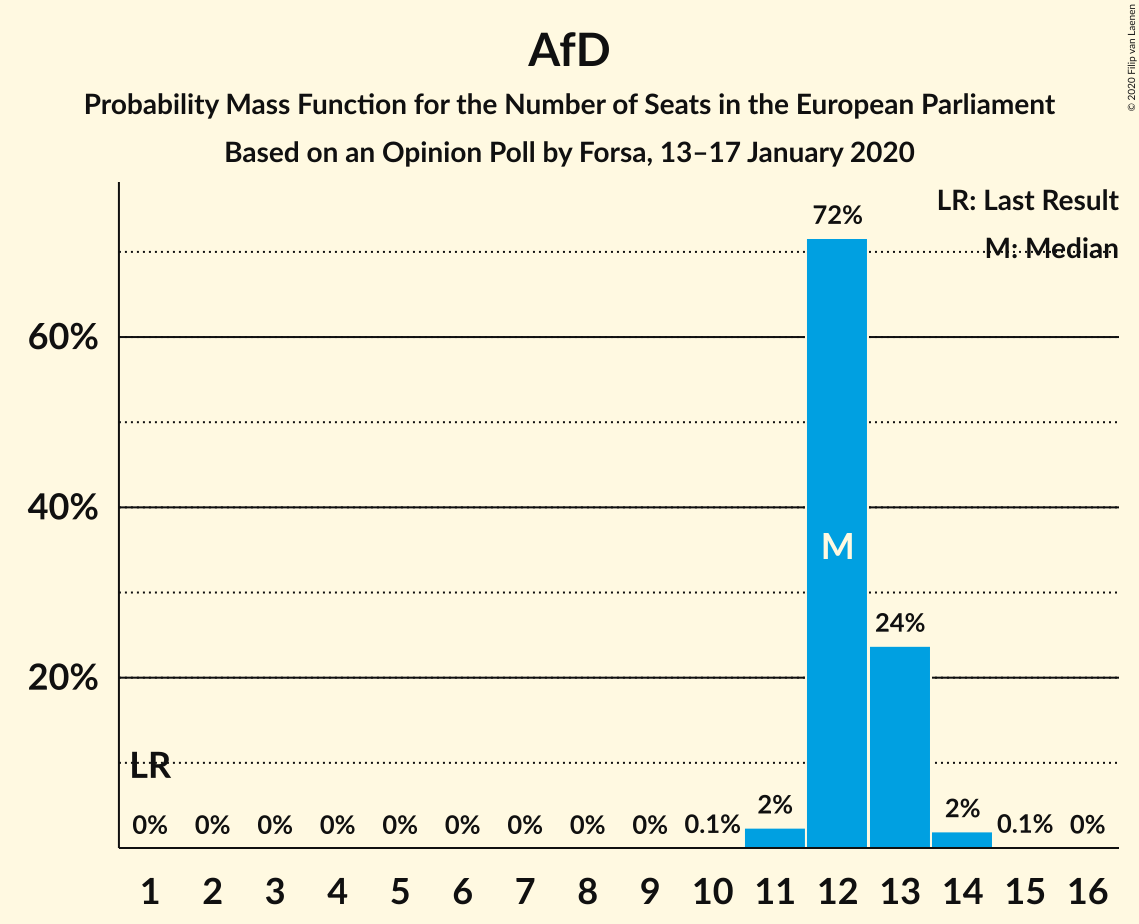 AfD
Probability Mass Function for the Number of Seats in the European Parliament
Based on an Opinion Poll by Forsa, 13–17 January 2020
© 2020 Filip van Laenen
LR: Last Result
M: Median
72%
60%
40%
M
24%
20%
LR
0% 0% 0% 0% 0% 0% 0% 0% 0% 0.1% 2% 2% 0.1% 0%
1 2 3 4 5 6 7 8 9 10 11 12 13 14 15 16